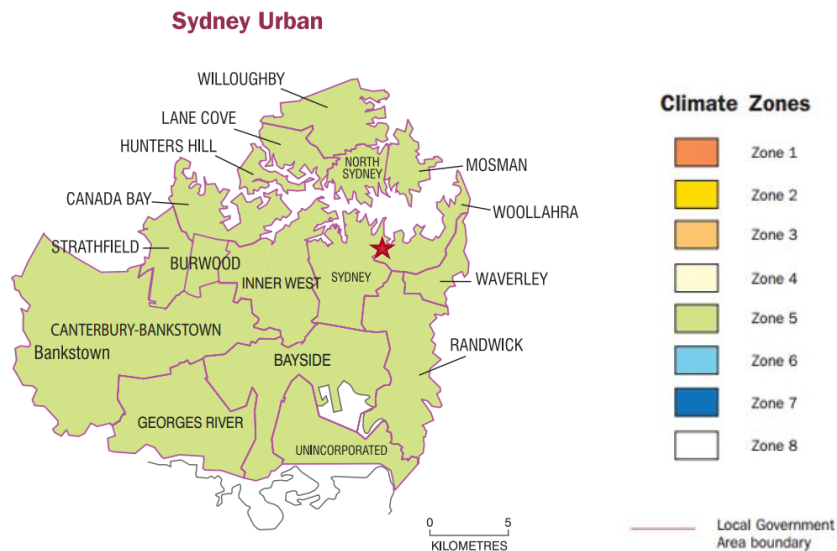 Sydney Urban
WILLOUGHBY
LANE COVE
HUNTERS HILL
NORTH
SYDNEY
MOSMAN
CANADA BAY
WOOLLAHRA
STRATHFIELD
BURWOOD
INNER WEST
SYDNEY
WAVERLEY
CANTERBURY-BANKSTOWN
Bankstown
BAYSIDE
RANDWICK
GEORGES RIVER
UNINCORPORATED
0 5
KILOMETRES
Climate Zones
Zone 1
Zone 2
Zone 3
Zone 4
Zone 5
Zone 6
Zone 7
Zone 8
Local Government
Area boundary